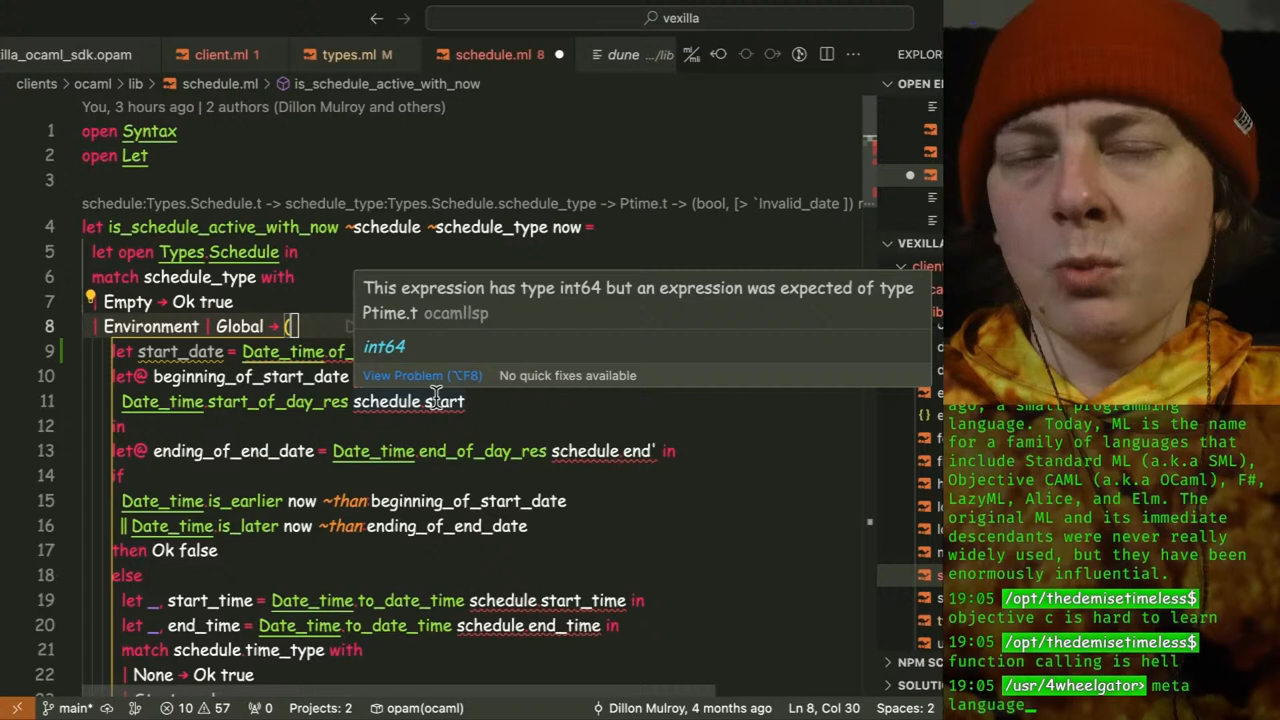 vexilla
lla_ocaml_sdk.opam client.ml 1 types.ml M schedule.ml 8 dune .../lib EXPLOR
clients > ocaml > lib > schedule.ml > is_schedule_active_with_now
OPEN E
You, 3 hours ago | 2 authors (Dillon Mulroy and others)
1 open Syntax
2 open Let
3
schedule:Types.Schedule.t -> schedule_type:Types.Schedule.schedule_type -> Ptime.t -> (bool, [> `Invalid_date ]) r
4 let is_schedule_active_with_now ~schedule ~schedule_type now =
5 let open Types.Schedule in
6 match schedule_type with
7 | Empty → Ok true
8 | Environment | Global → (
9 let start_date = Date_time.of_
10 let@ beginning_of_start_date
11 Date_time.start_of_day_res schedule.start
12 in
13 let@ ending_of_end_date = Date_time.end_of_day_res schedule.end' in
14 if
15 Date_time.is_earlier now ~than:beginning_of_start_date
16 || Date_time.is_later now ~than:ending_of_end_date
17 then Ok false
18 else
19 let _, start_time = Date_time.to_date_time schedule.start_time in
20 let _, end_time = Date_time.to_date_time schedule.end_time in
21 match schedule.time_type with
22 | None → Ok true
This expression has type int64 but an expression was expected of type
Ptime.t ocamllsp
int64
View Problem (⌥F8) No quick fixes available
VEXILL
client
NPM SC
SOLUTIO
main* 10 57 0 Projects: 2 opam(ocaml) Dillon Mulroy, 4 months ago Ln 8, Col 30 Spaces: 2
ago, a small programming
language. Today, ML is the name
for a family of languages that
include Standard ML (a.k.a SML),
Objective CAML (a.k.a OCaml), F#,
LazyML, Alice, and Elm. The
original ML and its immediate
descendants were never really
widely used, but they have been
enormously influential.
19:05 /opt/thedemisetimeless$
objective c is hard to learn
19:05 /opt/thedemisetimeless$
function calling is hell
19:05 /usr/4wheelgator> meta
language